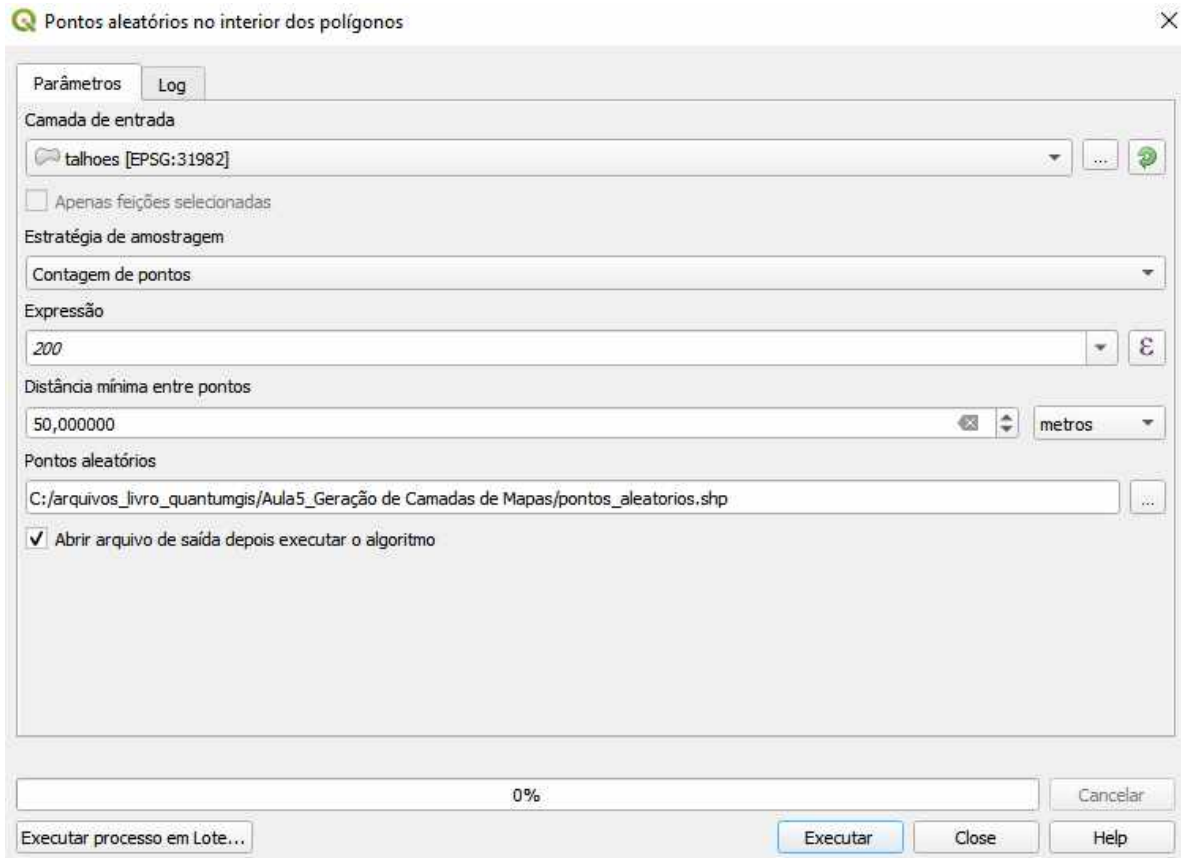 Pontos aleatórios no interior dos polígonos
Parâmetros
Log
Camada de entrada
talhoes [EPSG:31982]
...
Apenas feições selecionadas
Estratégia de amostragem
Contagem de pontos
Expressão
200
ε
Distância mínima entre pontos
50,000000
metros
Pontos aleatórios
C:/arquivos_livro_quantumgis/Aula5_Geração de Camadas de Mapas/pontos_aleatorios.shp
...
Abrir arquivo de saída depois executar o algoritmo
0%
Cancelar
Executar processo em Lote...
Executar
Close
Help